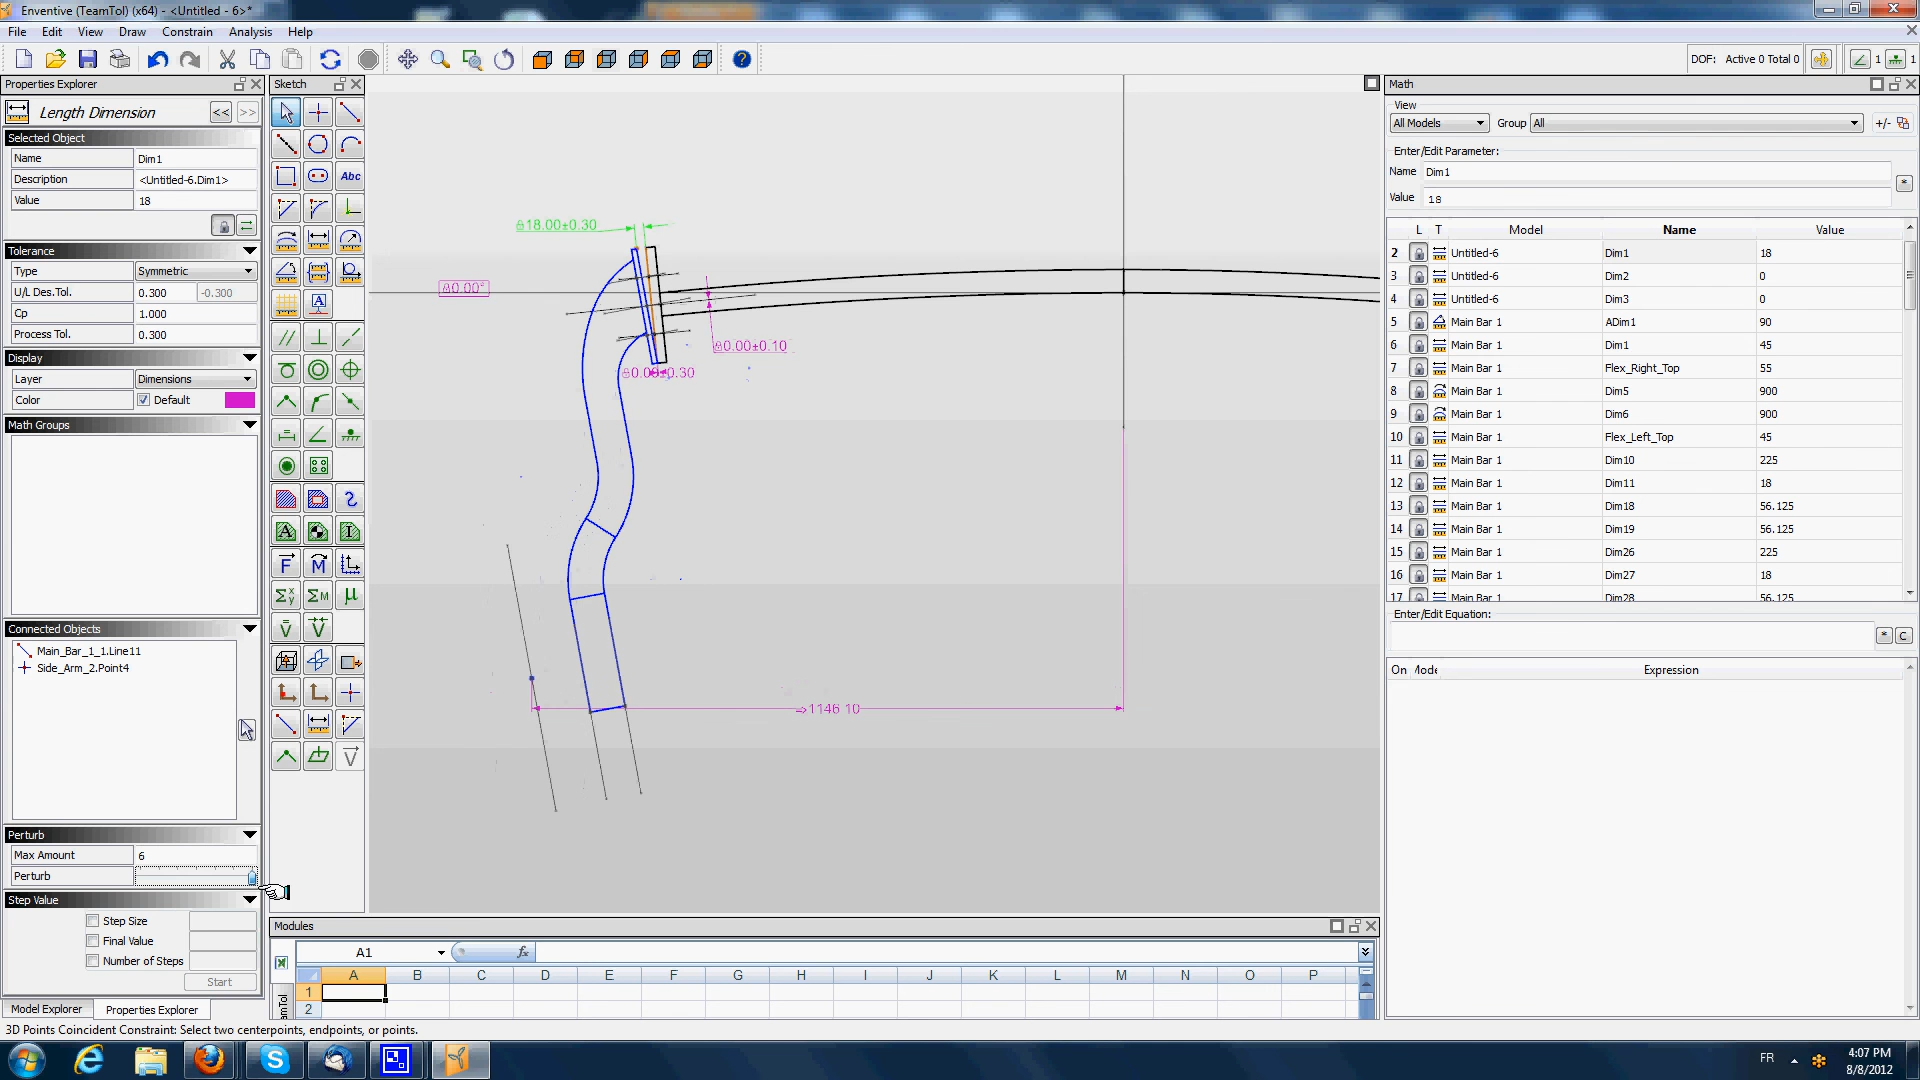 Enventive (TeamTol) (x64) - <Untitled - 6>*
File Edit View Draw Constrain Analysis Help
DOF: Active 0 Total 0 1 1
Properties Explorer
Length Dimension << >>
Selected Object
Name Dim1
Description <Untitled-6.Dim1>
Value 18
Tolerance
Type Symmetric
U/L Des.Tol. 0.300 -0.300
Cp 1.000
Process Tol. 0.300
Display
Layer Dimensions
Color Default
Math Groups
Connected Objects
Main_Bar_1_1.Line11
Side_Arm_2.Point4
Perturb
Max Amount 6
Perturb
Step Value
Step Size
Final Value
Number of Steps
Start
Model Explorer Properties Explorer
3D Points Coincident Constraint: Select two centerpoints, endpoints, or points.
Sketch
Abc
18.00±0.30
0.00°
0.00±0.10
0.00±0.30
1146 10
Modules
A1 fx
A B C D E F G H I J K L M N O P
1
2
Math
View
All Models Group All +/-
Enter/Edit Parameter:
Name Dim1
Value 18
L T Model Name Value
2 Untitled-6 Dim1 18
3 Untitled-6 Dim2 0
4 Untitled-6 Dim3 0
5 Main Bar 1 ADim1 90
6 Main Bar 1 Dim1 45
7 Main Bar 1 Flex_Right_Top 55
8 Main Bar 1 Dim5 900
9 Main Bar 1 Dim6 900
10 Main Bar 1 Flex_Left_Top 45
11 Main Bar 1 Dim10 225
12 Main Bar 1 Dim11 18
13 Main Bar 1 Dim18 56.125
14 Main Bar 1 Dim19 56.125
15 Main Bar 1 Dim26 225
16 Main Bar 1 Dim27 18
17 Main Bar 1 Dim28 56.125
Enter/Edit Equation:
* C
On Mode Expression
FR 4:07 PM
8/8/2012